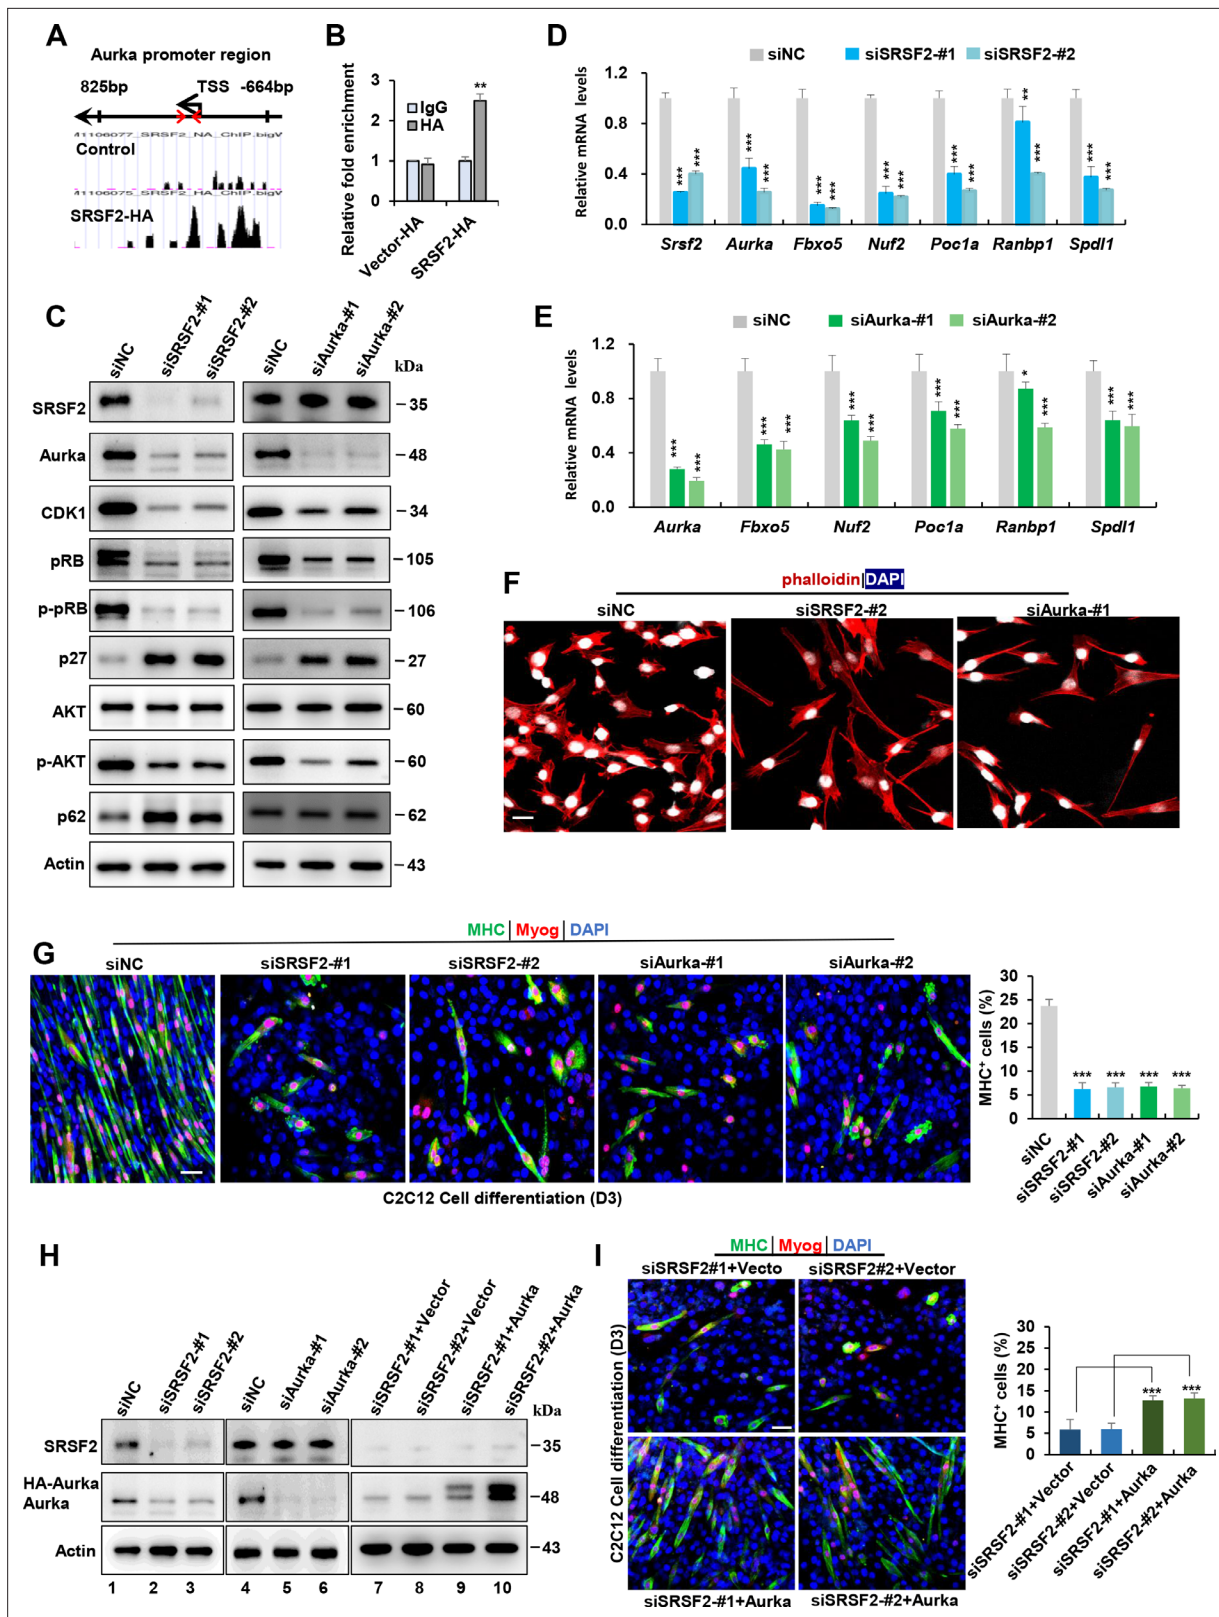 A
Aurka promoter region
825bp
TSS
-664bp
Control
SRSF2-HA
B
Relative fold enrichment
3
2
1
0
IgG
HA
**
Vector-HA
SRSF2-HA
D
siNC
siSRSF2-#1
siSRSF2-#2
Relative mRNA levels
1.2
0.8
0.4
0.0
*** ***
*** ***
*** ***
*** ***
*** ***
** ***
*** ***
Srsf2 Aurka Fbxo5 Nuf2 Poc1a Ranbp1 Spdl1
C
siNC siSRSF2-#1 siSRSF2-#2 siNC siAurka-#1 siAurka-#2 kDa
SRSF2 35
Aurka 48
CDK1 34
pRB 105
p-pRB 106
p27 27
AKT 60
p-AKT 60
p62 62
Actin 43
E
siNC
siAurka-#1
siAurka-#2
Relative mRNA levels
1.2
0.8
0.4
0.0
*** ***
*** ***
*** ***
*** ***
* ***
*** ***
Aurka Fbxo5 Nuf2 Poc1a Ranbp1 Spdl1
F
phalloidin|DAPI
siNC siSRSF2-#2 siAurka-#1
G
MHC|Myog|DAPI
siNC siSRSF2-#1 siSRSF2-#2 siAurka-#1 siAurka-#2
C2C12 Cell differentiation (D3)
MHC+ cells (%)
30
25
20
15
10
5
0
*** *** *** ***
siNC siSRSF2-#1 siSRSF2-#2 siAurka-#1 siAurka-#2
H
siNC siSRSF2-#1 siSRSF2-#2 siNC siAurka-#1 siAurka-#2 siSRSF2-#1+Vector siSRSF2-#2+Vector siSRSF2-#1+Aurka siSRSF2-#2+Aurka
kDa
SRSF2 35
HA-Aurka
Aurka 48
Actin 43
1 2 3 4 5 6 7 8 9 10
I
MHC|Myog|DAPI
siSRSF2#1+Vecto siSRSF2#2+Vector
C2C12 Cell differentiation (D3)
siSRSF2-#1+Aurka siSRSF2-#2+Aurka
MHC+ cells (%)
30
25
20
15
10
5
0
*** ***
siSRSF2-#1+Vector siSRSF2-#2+Vector siSRSF2-#1+Aurka siSRSF2-#2+Aurka